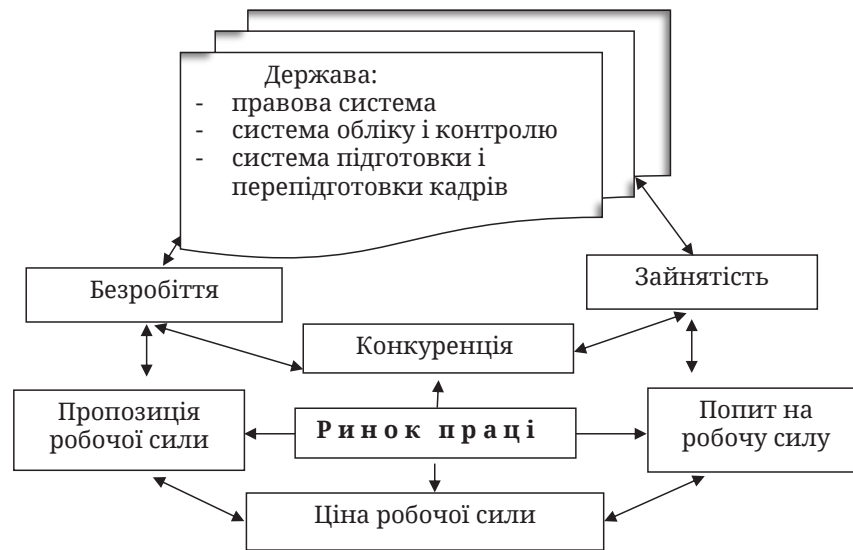 Держава:
- правова система
- система обліку і контролю
- система підготовки і
перепідготовки кадрів
Безробіття
Зайнятість
Конкуренція
Пропозиція
робочої сили
Ринок праці
Попит на
робочу силу
Ціна робочої сили